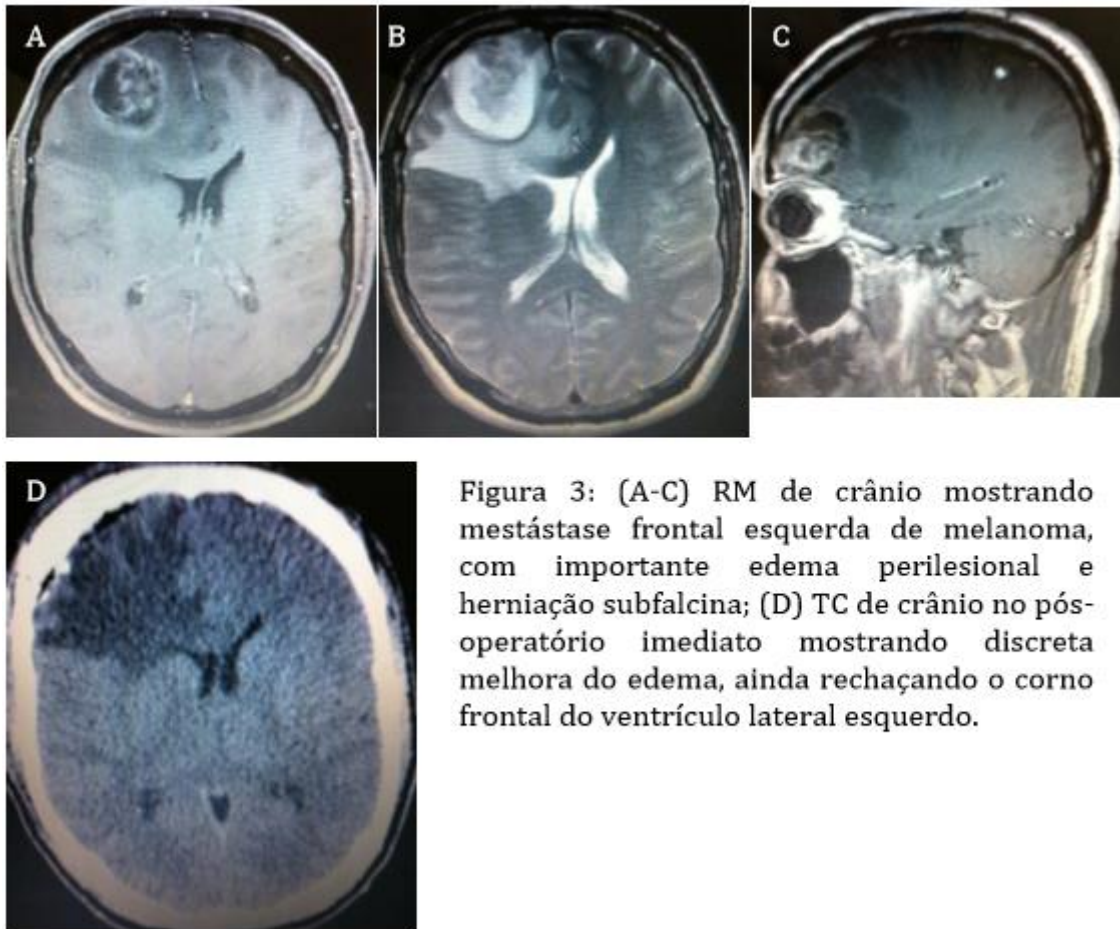 A
B
C
D
Figura 3: (A-C) RM de crânio mostrando
mestástase frontal esquerda de melanoma,
com importante edema perilesional e
herniação subfalcina; (D) TC de crânio no pós-
operatório imediato mostrando discreta
melhora do edema, ainda rechaçando o corno
frontal do ventrículo lateral esquerdo.